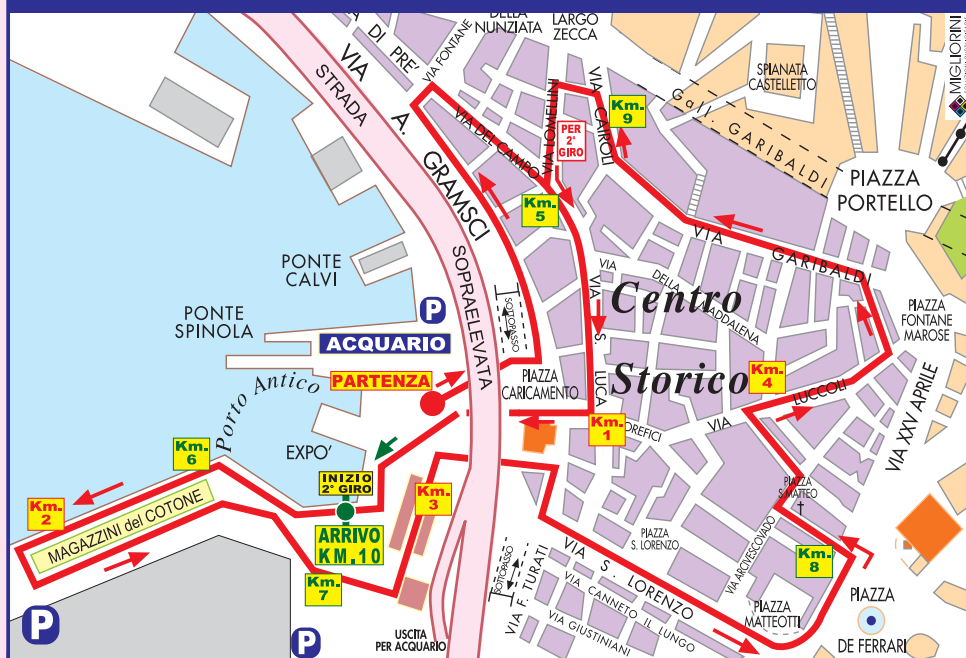 DELLA
NUNZIATA
LARGO
ZECCA
VIA DI PRE'
VIA FONTANE
VIA A. GRAMSCI
STRADA
SOPRAELEVATA
VIA LOMELLINI
VIA CAIROLI
Km.
9
PER
2°
GIRO
VIA DEL CAMPO
Km.
5
SPIANATA
CASTELLETTO
MIGLIORINI
Gall. GARIBALDI
PIAZZA
PORTELLO
VIA GARIBALDI
PONTE
CALVI
PONTE
SPINOLA
P
ACQUARIO
PARTENZA
Porto Antico
EXPO'
SOTTOPASSO
PIAZZA
CARICAMENTO
VIA S. LUCA
VIA DELLA MADDALENA
Centro
Storico
PIAZZA
FONTANE
MAROSE
Km.
4
VIA LUCCOLI
VIA XXV APRILE
Km.
1
OREFICI
Km.
6
Km.
2
MAGAZZINI del COTONE
INIZIO
2° GIRO
ARRIVO
KM.10
Km.
3
Km.
7
PIAZZA
S.MATTEO
PIAZZA
S. LORENZO
VIA ARCIVESCOVADO
Km.
8
SOTTOPASSO
VIA F. TURATI
VIA S. LORENZO
VIA CANNETO IL LUNGO
VIA GIUSTINIANI
PIAZZA
MATTEOTTI
PIAZZA
DE FERRARI
P
P
USCITA
PER ACQUARIO